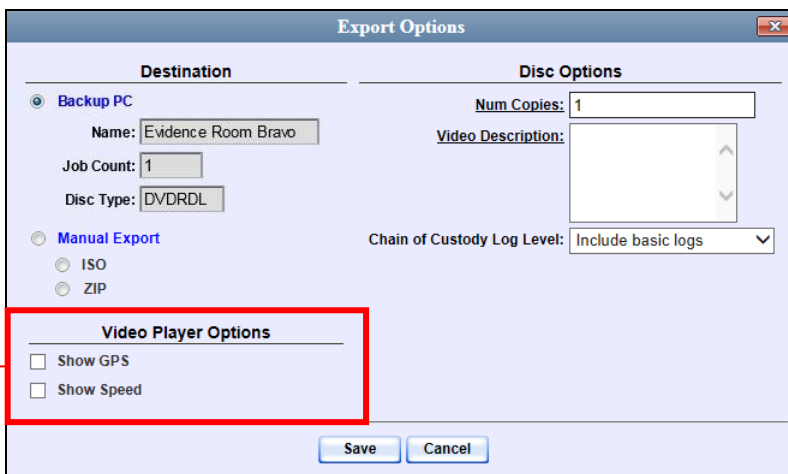 Export Options
Destination
Backup PC
Name: Evidence Room Bravo
Job Count: 1
Disc Type: DVDRDL
Manual Export
ISO
ZIP
Video Player Options
Show GPS
Show Speed
Disc Options
Num Copies: 1
Video Description:
Chain of Custody Log Level: Include basic logs
Save Cancel